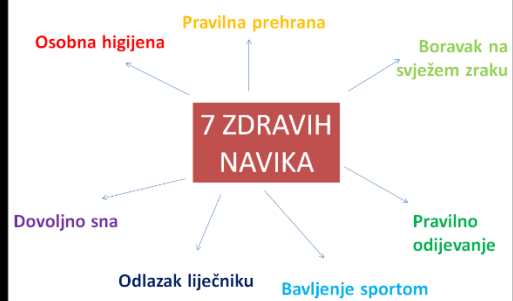 Pravilna prehrana
Osobna higijena
Boravak na
svježem zraku
7 ZDRAVIH
NAVIKA
Dovoljno sna
Pravilno
odijevanje
Odlazak liječniku
Bavljenje sportom